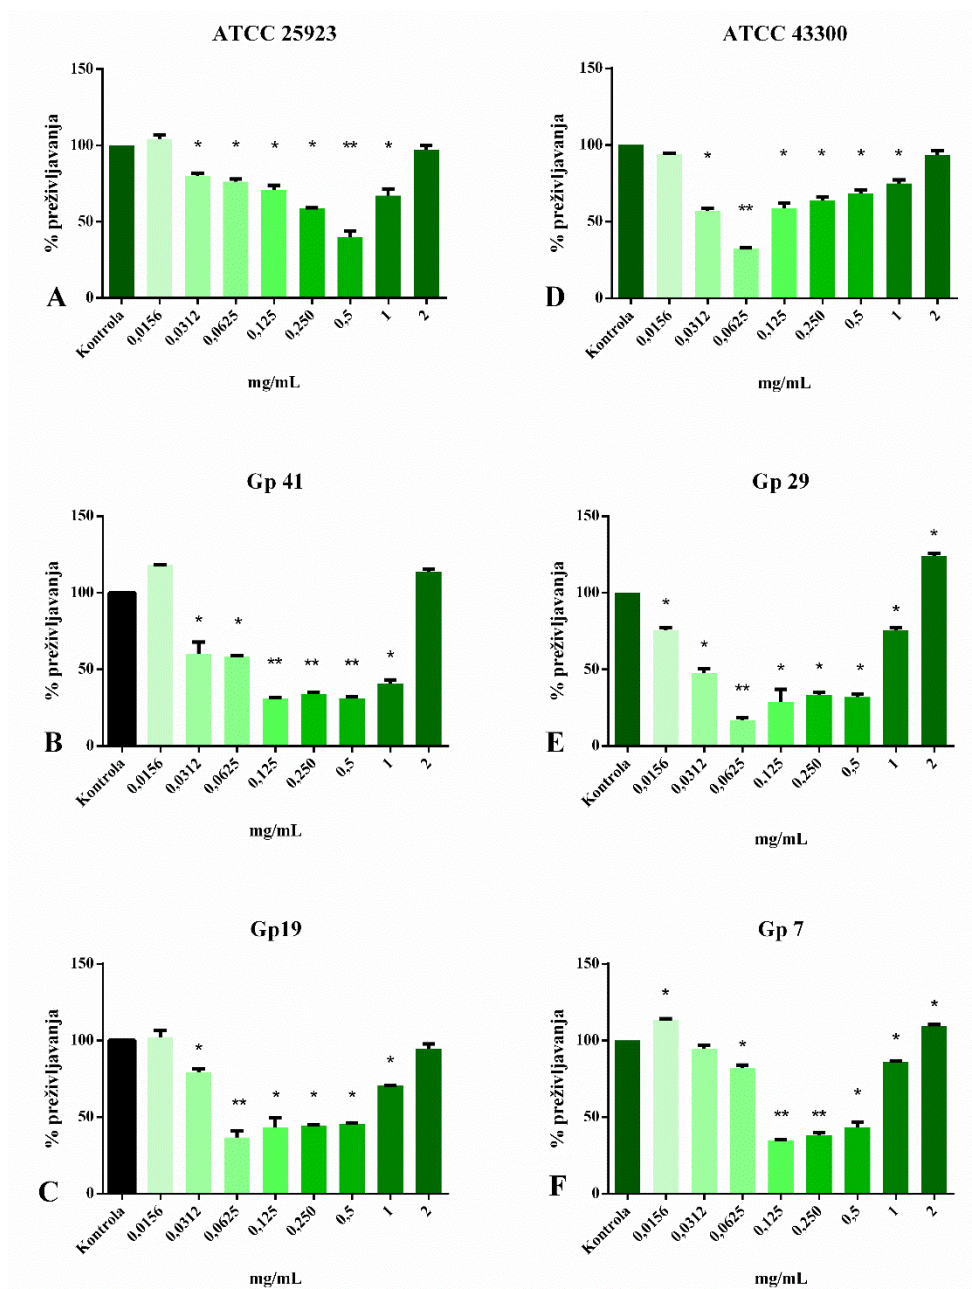 ATCC 25923
% preživljavanja
150
100
50
0
* * * * ** *
A
Kontrola 0,0156 0,0312 0,0625 0,125 0,250 0,5 1 2
mg/mL
ATCC 43300
% preživljavanja
150
100
50
0
* ** * * * *
D
Kontrola 0,0156 0,0312 0,0625 0,125 0,250 0,5 1 2
mg/mL
Gp 41
% preživljavanja
150
100
50
0
* * ** ** ** *
B
Kontrola 0,0156 0,0312 0,0625 0,125 0,250 0,5 1 2
mg/mL
Gp 29
% preživljavanja
150
100
50
0
* * ** * * * * *
E
Kontrola 0,0156 0,0312 0,0625 0,125 0,250 0,5 1 2
mg/mL
Gp19
% preživljavanja
150
100
50
0
* ** * * * *
C
Kontrola 0,0156 0,0312 0,0625 0,125 0,250 0,5 1 2
mg/mL
Gp 7
% preživljavanja
150
100
50
0
* * ** ** * * *
F
Kontrola 0,0156 0,0312 0,0625 0,125 0,250 0,5 1 2
mg/mL